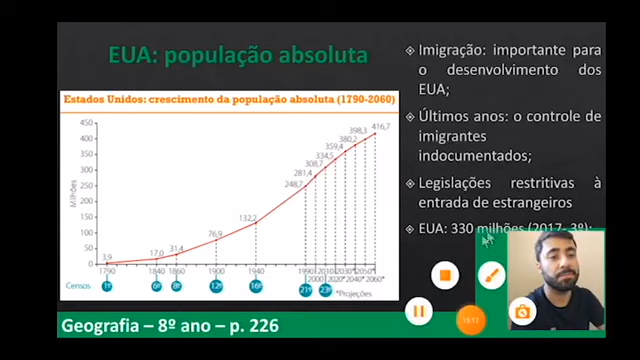 EUA: população absoluta
Estados Unidos: crescimento da população absoluta (1790-2060)
Milhões
450
400
350
300
250
200
150
100
50
0
3,9
17,0
31,4
76,9
132,2
248,7
281,4
308,7
334,5
359,4
380,2
398,3
416,7
1790 1840 1860 1900 1940 1990 2010 2030* 2050*
2000 2020* 2040* 2060*
Censos 1º 6º 8º 12º 16º 21º 23º
*Projeções
Imigração: importante para
o desenvolvimento dos
EUA;
Últimos anos: o controle de
imigrantes
indocumentados;
Legislações restritivas à
entrada de estrangeiros
EUA: 330 milhões (2017- 3º);
Geografia – 8º ano – p. 226